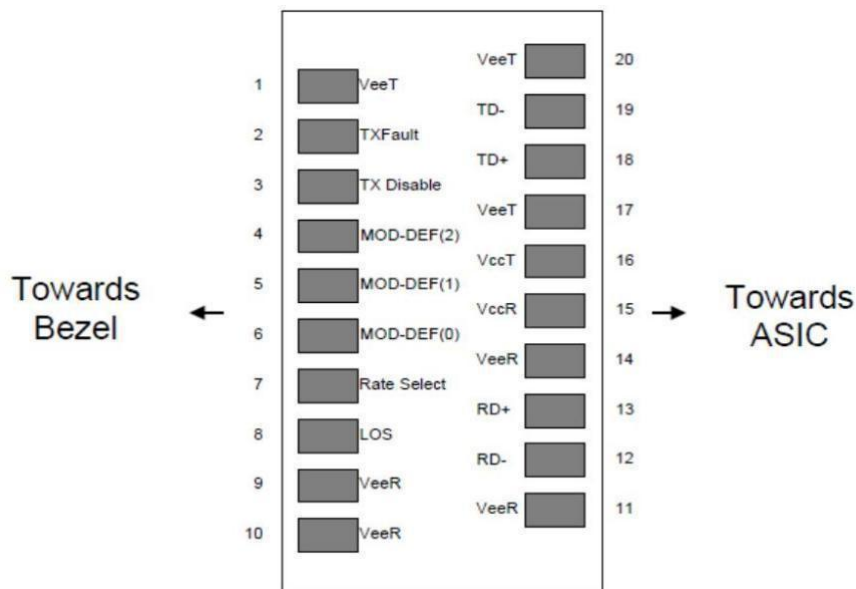 VeeT 20
1 VeeT
TD- 19
2 TXFault
TD+ 18
3 TX Disable
VeeT 17
4 MOD-DEF(2)
VccT 16
5 MOD-DEF(1)
Towards
Bezel
VccR 15
Towards
ASIC
6 MOD-DEF(0)
VeeR 14
7 Rate Select
RD+ 13
8 LOS
RD- 12
9 VeeR
VeeR 11
10 VeeR